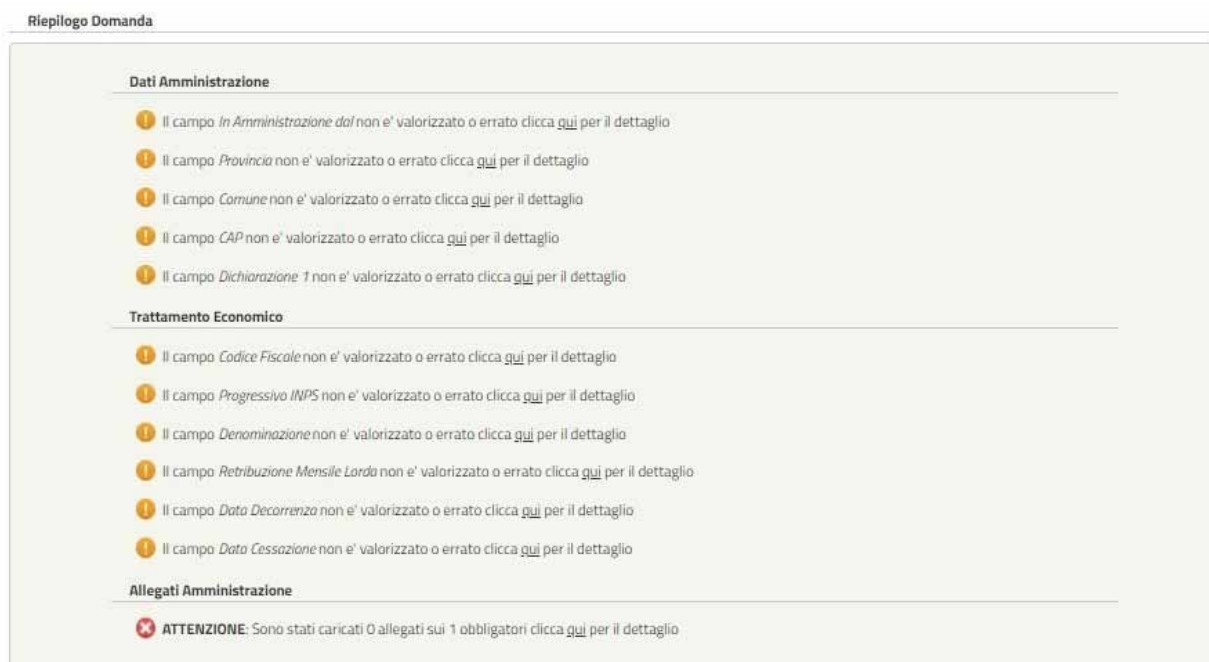 Riepilogo Domanda
Dati Amministrazione
Il campo In Amministrazione dal non e' valorizzato o errato clicca qui per il dettaglio
Il campo Provincia non e' valorizzato o errato clicca qui per il dettaglio
Il campo Comune non e' valorizzato o errato clicca qui per il dettaglio
Il campo CAP non e' valorizzato o errato clicca qui per il dettaglio
Il campo Dichiarazione 1 non e' valorizzato o errato clicca qui per il dettaglio
Trattamento Economico
Il campo Codice Fiscale non e' valorizzato o errato clicca qui per il dettaglio
Il campo Progressivo INPS non e' valorizzato o errato clicca qui per il dettaglio
Il campo Denominazione non e' valorizzato o errato clicca qui per il dettaglio
Il campo Retribuzione Mensile Lorda non e' valorizzato o errato clicca qui per il dettaglio
Il campo Data Decorrenza non e' valorizzato o errato clicca qui per il dettaglio
Il campo Data Cessazione non e' valorizzato o errato clicca qui per il dettaglio
Allegati Amministrazione
ATTENZIONE: Sono stati caricati 0 allegati sui 1 obbligatori clicca qui per il dettaglio